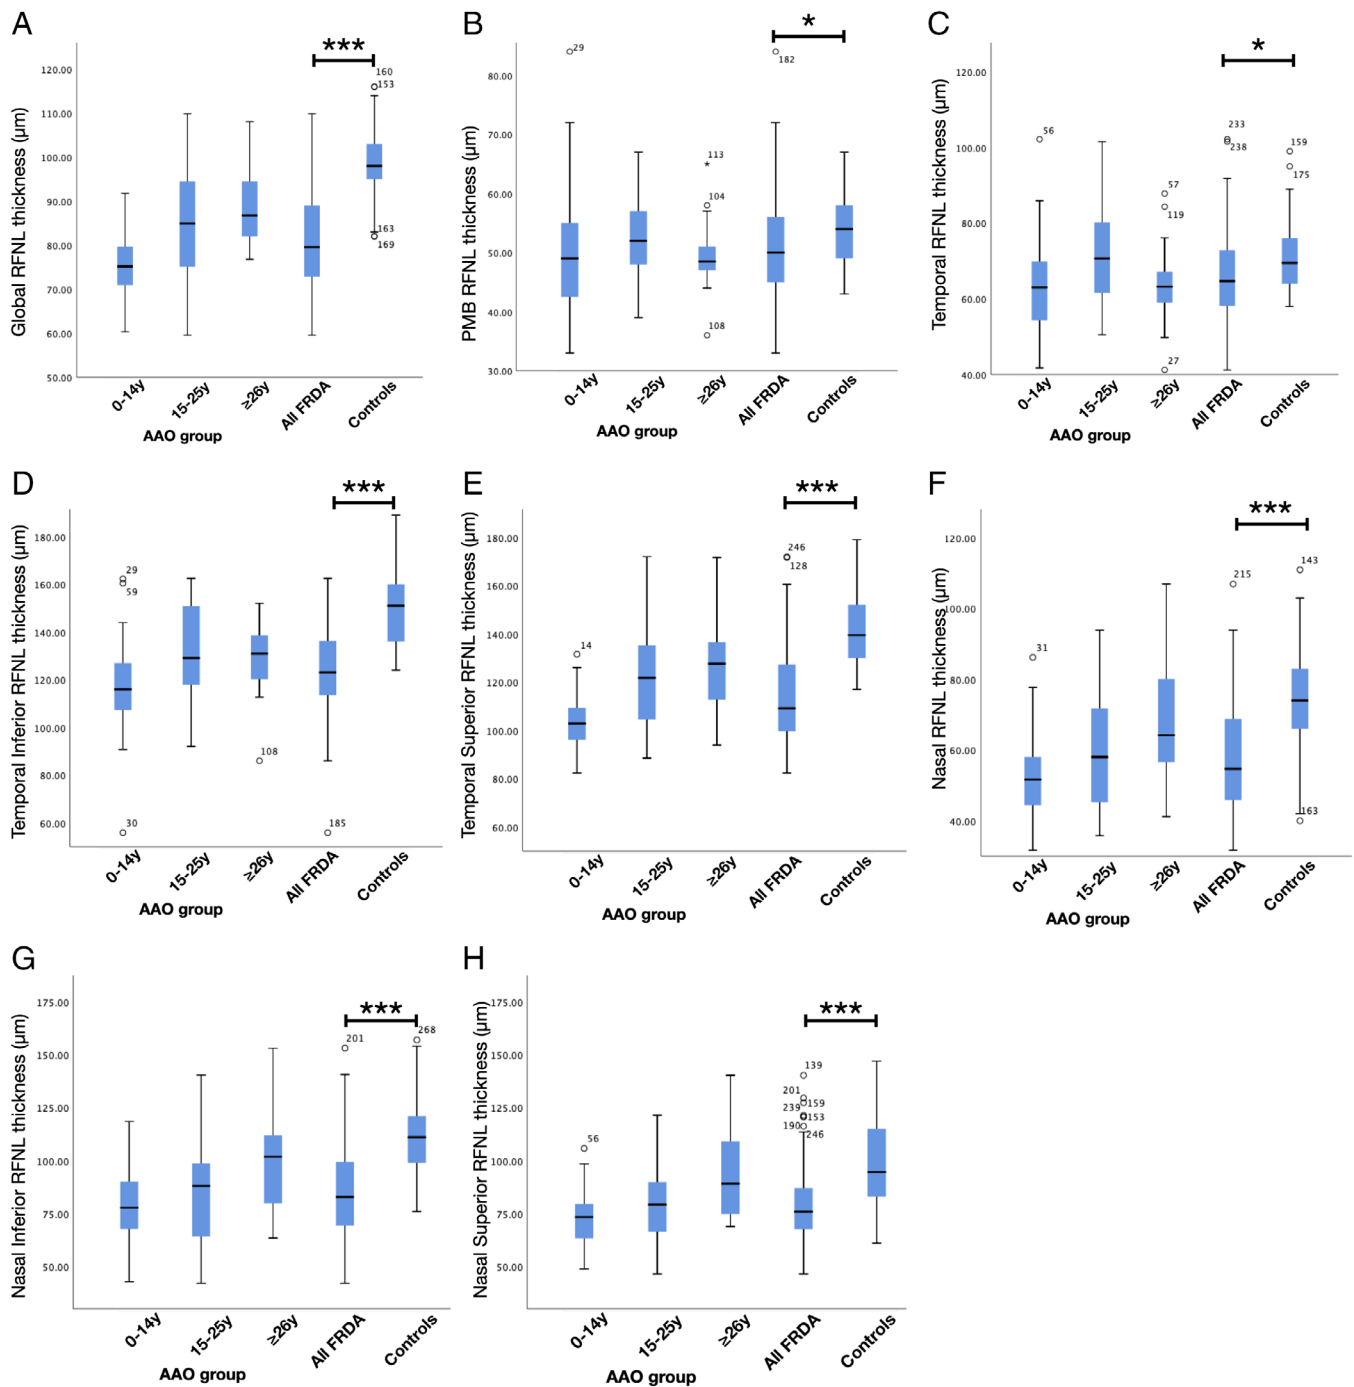 A
***
Global RFNL thickness (µm)
120.00
110.00
100.00
90.00
80.00
70.00
60.00
50.00
160
153
163
169
0-14y
15-25y
≥26y
All FRDA
Controls
AAO group
B
*
PMB RFNL thickness (µm)
80.00
70.00
60.00
50.00
40.00
30.00
29
113
104
108
182
0-14y
15-25y
≥26y
All FRDA
Controls
AAO group
C
*
Temporal RFNL thickness (µm)
120.00
100.00
80.00
60.00
40.00
56
57
119
27
233
238
159
175
0-14y
15-25y
≥26y
All FRDA
Controls
AAO group
D
***
Temporal Inferior RFNL thickness (µm)
180.00
160.00
140.00
120.00
100.00
80.00
60.00
29
59
30
108
185
0-14y
15-25y
≥26y
All FRDA
Controls
AAO group
E
***
Temporal Superior RFNL thickness (µm)
180.00
160.00
140.00
120.00
100.00
80.00
60.00
14
246
128
0-14y
15-25y
≥26y
All FRDA
Controls
AAO group
F
***
Nasal RFNL thickness (µm)
120.00
100.00
80.00
60.00
40.00
31
215
143
163
0-14y
15-25y
≥26y
All FRDA
Controls
AAO group
G
***
Nasal Inferior RFNL thickness (µm)
175.00
150.00
125.00
100.00
75.00
50.00
201
268
0-14y
15-25y
≥26y
All FRDA
Controls
AAO group
H
***
Nasal Superior RFNL thickness (µm)
175.00
150.00
125.00
100.00
75.00
50.00
56
139
201
159
239
153
190
246
0-14y
15-25y
≥26y
All FRDA
Controls
AAO group